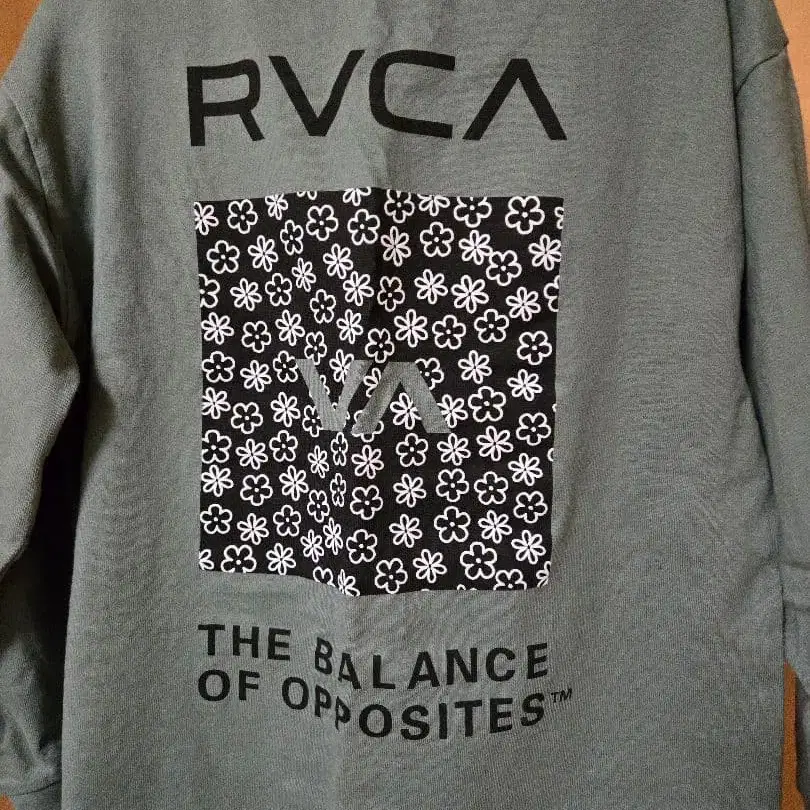 RVCA
VA
THE BALANCE
OF OPPOSITES™